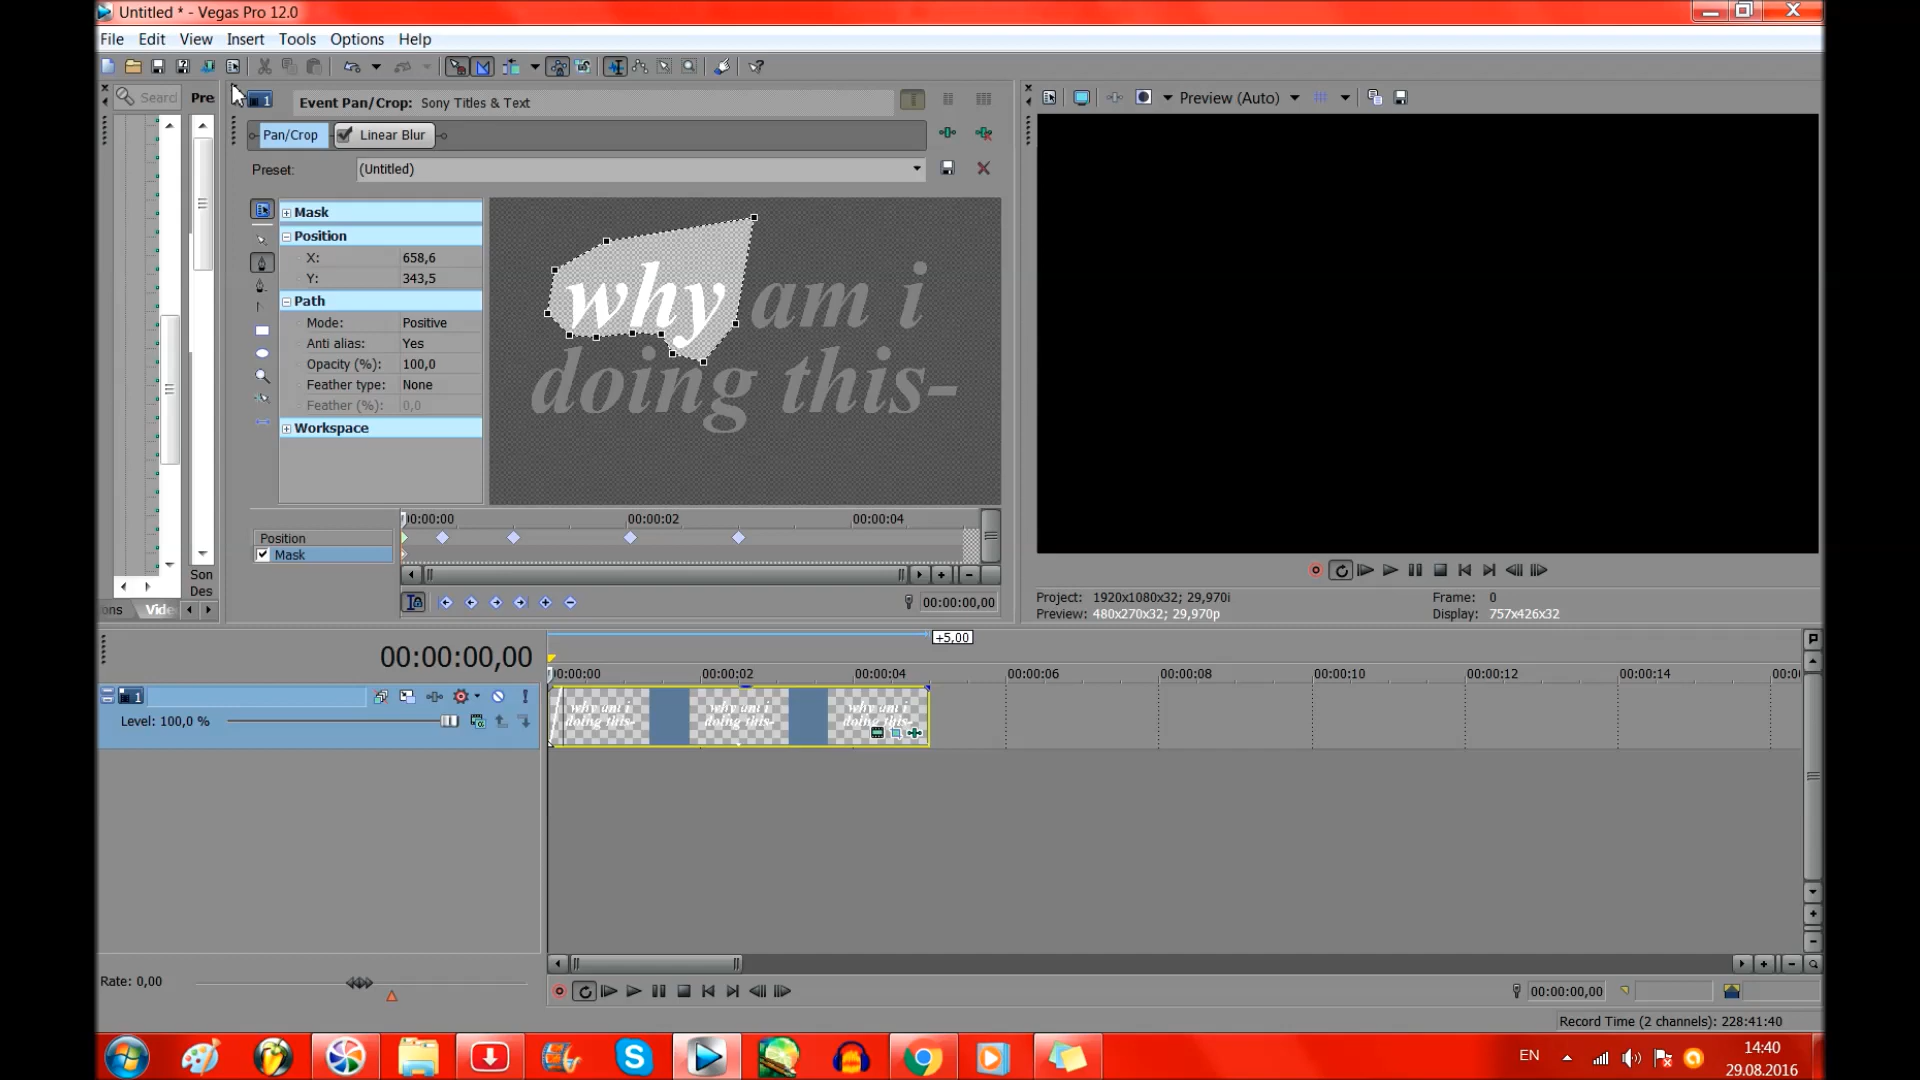 Untitled * - Vegas Pro 12.0
File Edit View Insert Tools Options Help
Search Pre
1 Event Pan/Crop: Sony Titles & Text
Preview (Auto)
Pan/Crop Linear Blur
Preset: (Untitled)
Mask
Position
X: 658,6
Y: 343,5
Path
Mode: Positive
Anti alias: Yes
Opacity (%): 100,0
Feather type: None
Feather (%): 0,0
Workspace
why am i
doing this-
00:00:00 00:00:02 00:00:04
Position
Mask
Son
Des
ons Vide
00:00:00,00
Project: 1920x1080x32; 29,970i
Preview: 480x270x32; 29,970p
Frame: 0
Display: 757x426x32
+5,00
00:00:00,00
00:00:00 00:00:02 00:00:04 00:00:06 00:00:08 00:00:10 00:00:12 00:00:14 00:0
1
Level: 100,0 %
why am i
doing this-
why am i
doing this-
why am i
doing this-
Rate: 0,00
00:00:00,00
Record Time (2 channels): 228:41:40
EN
14:40
29.08.2016